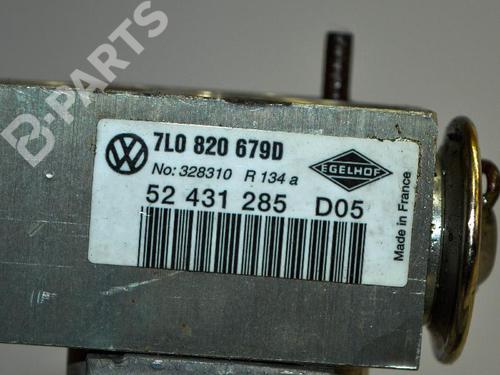 B-PARTS
7L0 820 679D
No: 328310 R 134 a
EGELHOF
52 431 285 D05
Made in France